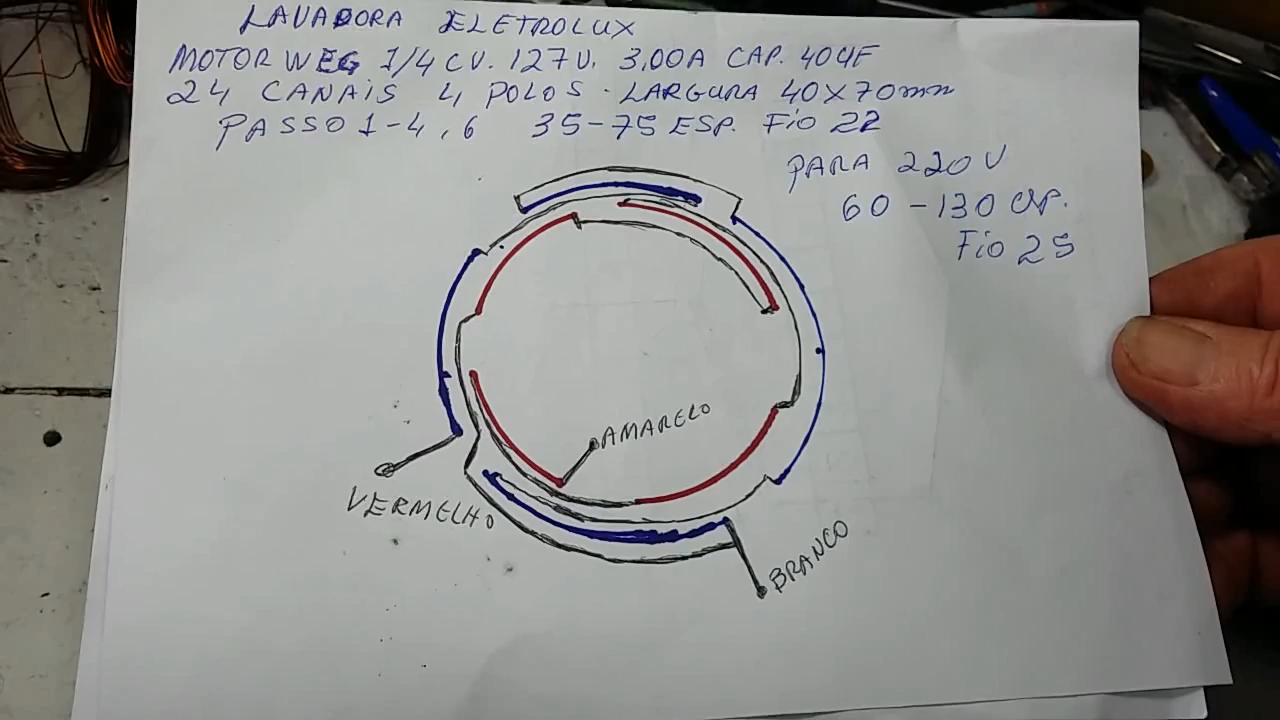 LAVADORA ELETROLUX
MOTOR WEG 1/4 CV. 127V. 3,00A CAP. 40UF
24 CANAIS 4 POLOS. LARGURA 40X70mm
PASSO 1-4,6 35-75 ESP. FIO 22
PARA 220V
60-130 ESP.
FIO 25
AMARELO
VERMELHO
BRANCO